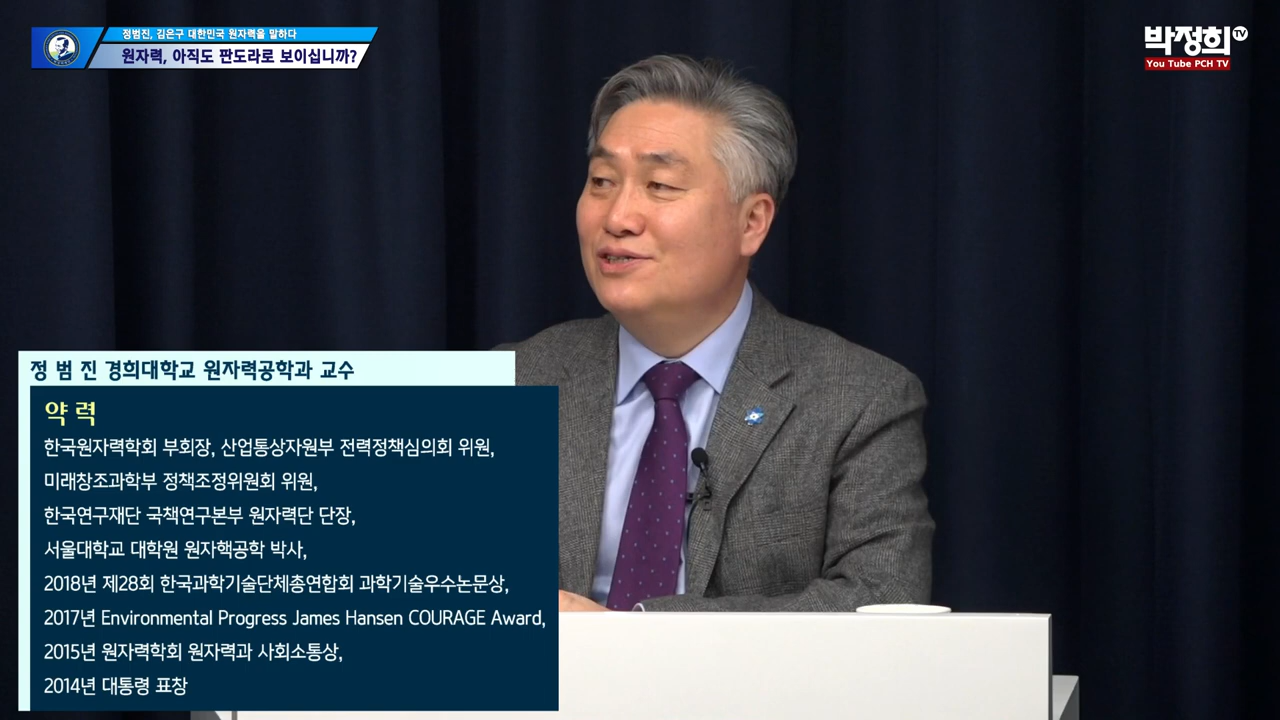 정범진, 김은구 대한민국 원자력을 말하다
원자력, 아직도 판도라로 보이십니까?
박정희TV
You Tube PCH TV
정 범 진 경희대학교 원자력공학과 교수
약 력
한국원자력학회 부회장, 산업통상자원부 전력정책심의회 위원,
미래창조과학부 정책조정위원회 위원,
한국연구재단 국책연구본부 원자력단 단장,
서울대학교 대학원 원자핵공학 박사,
2018년 제28회 한국과학기술단체총연합회 과학기술우수논문상,
2017년 Environmental Progress James Hansen COURAGE Award,
2015년 원자력학회 원자력과 사회소통상,
2014년 대통령 표창